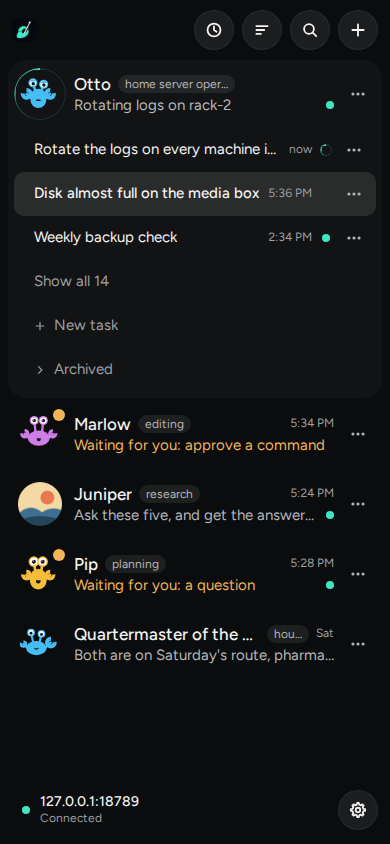 Otto home server oper...
Rotating logs on rack-2
Rotate the logs on every machine i... now
Disk almost full on the media box 5:36 PM
Weekly backup check 2:34 PM
Show all 14
+ New task
> Archived
Marlow editing 5:34 PM
Waiting for you: approve a command
Juniper research 5:24 PM
Ask these five, and get the answer...
Pip planning 5:28 PM
Waiting for you: a question
Quartermaster of the ... hou... Sat
Both are on Saturday's route, pharma...
127.0.0.1:18789
Connected